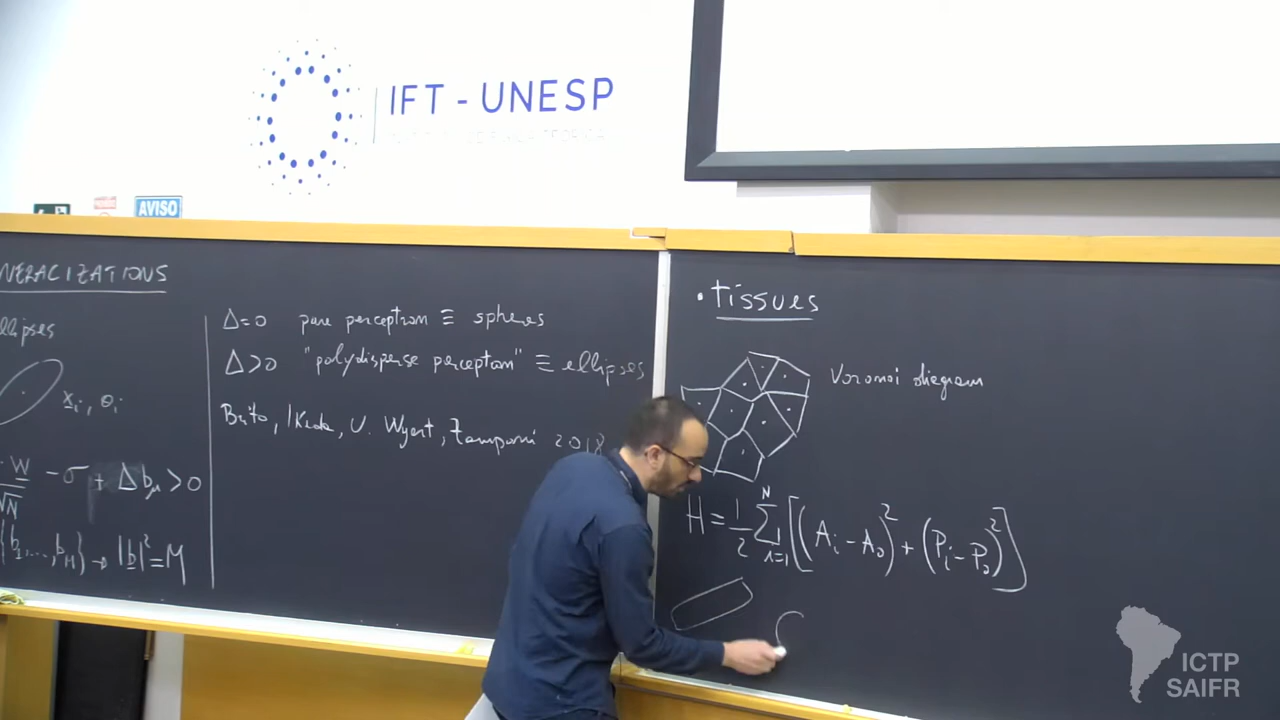 IFT - UNESP
AVISO
NERALIZATIONS
ellipses
x_i, θ_i
W
√N
- σ + Δ b_μ > 0
{b_1, ..., b_M} → |b|² = M
Δ=0 pure perceptron ≡ spheres
Δ>0 "polydisperse perceptron" ≡ ellipses
Brito, Ikeda, U. Wyart, Zamponi 2018
• tissues
Voronoi diagram
H = 1/2 Σ_{i=1}^{N} [(A_i - A_0)² + (P_i - P_0)²]
ICTP
SAIFR